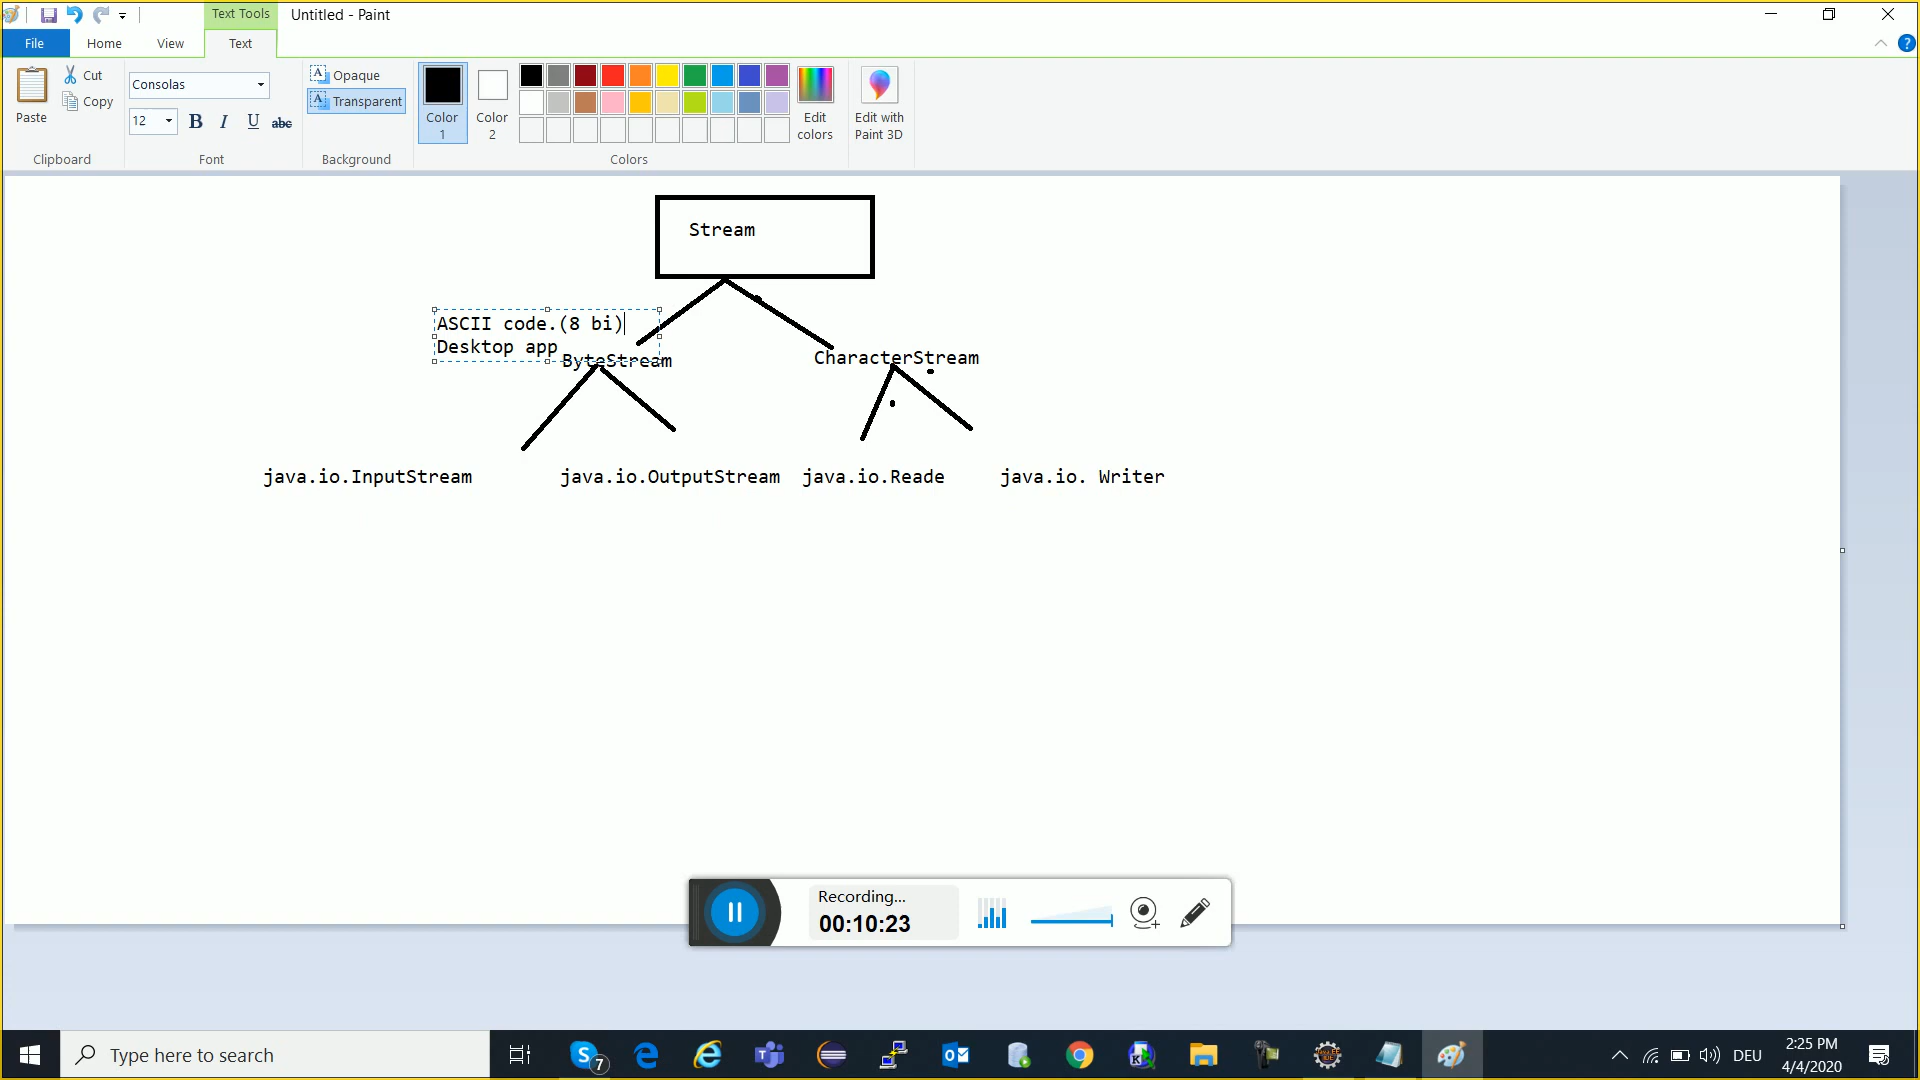 Text Tools
Untitled - Paint
File
Home
View
Text
Paste
Cut
Copy
Clipboard
Consolas
12
B I U abc
Font
Opaque
Transparent
Background
Color 1
Color 2
Colors
Edit colors
Edit with Paint 3D
Stream
ASCII code.(8 bi)
Desktop app
ByteStream
CharacterStream
java.io.InputStream
java.io.OutputStream
java.io.Reade
java.io. Writer
Recording...
00:10:23
Type here to search
7
DEU
2:25 PM
4/4/2020